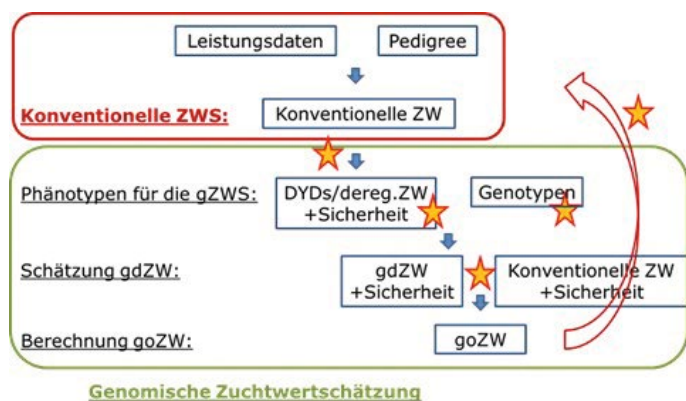 Leistungsdaten
Pedigree
Konventionelle ZWS:
Konventionelle ZW
Phänotypen für die gZWS:
DYDs/dereg.ZW
+Sicherheit
Genotypen
Schätzung gdZW:
gdZW
+Sicherheit
Konventionelle ZW
+Sicherheit
Berechnung goZW:
goZW
Genomische Zuchtwertschätzung